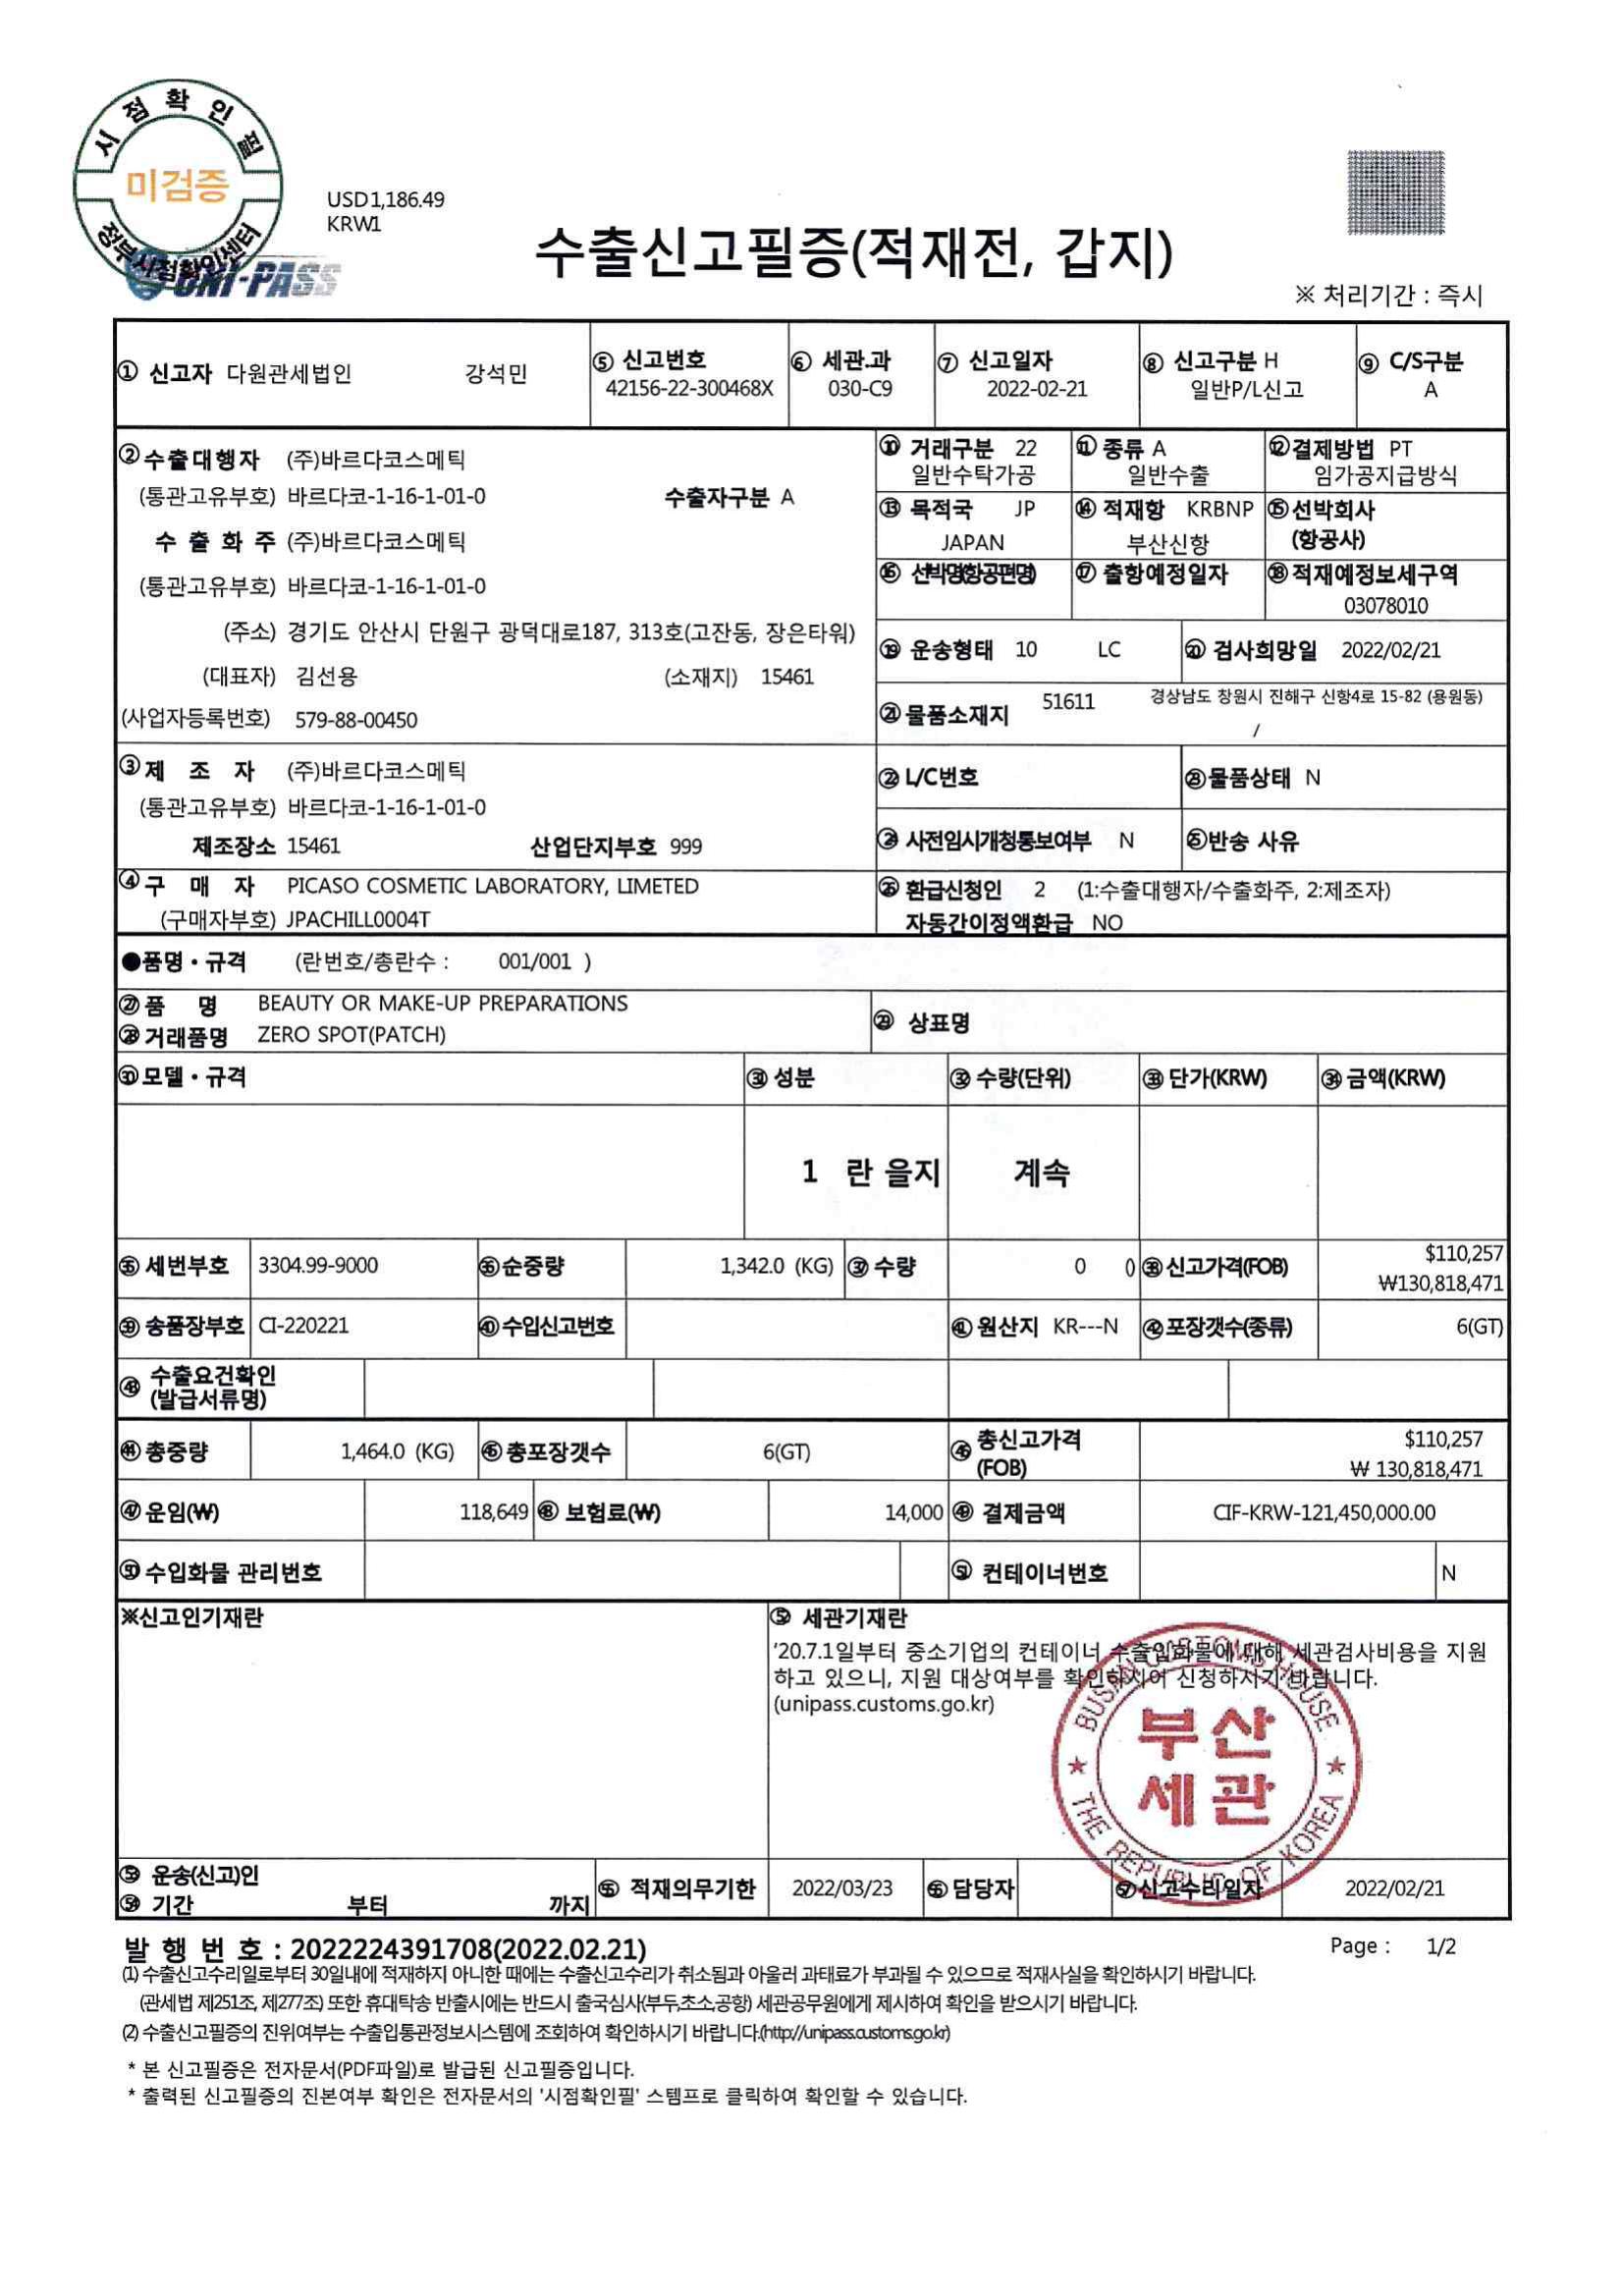 시점확인필
미검증
정부시점확인센터
UNI-PASS
USD1,186.49
KRW1
수출신고필증(적재전, 갑지)
※ 처리기간 : 즉시
① 신고자 다원관세법인 강석민
⑤ 신고번호
42156-22-300468X
⑥ 세관.과
030-C9
⑦ 신고일자
2022-02-21
⑧ 신고구분 H
일반P/L신고
⑨ C/S구분
A
② 수출대행자 (주)바르다코스메틱
(통관고유부호) 바르다코-1-16-1-01-0 수출자구분 A
수 출 화 주 (주)바르다코스메틱
(통관고유부호) 바르다코-1-16-1-01-0
(주소) 경기도 안산시 단원구 광덕대로187, 313호(고잔동, 장은타워)
(대표자) 김선용 (소재지) 15461
(사업자등록번호) 579-88-00450
⑩ 거래구분 22
일반수탁가공
⑪ 종류 A
일반수출
⑫ 결제방법 PT
임가공지급방식
⑬ 목적국 JP
JAPAN
⑭ 적재항 KRBNP
부산신항
⑮ 선박회사
(항공사)
⑯ 선박명(항공편명)
⑰ 출항예정일자
⑱ 적재예정보세구역
03078010
⑲ 운송형태 10 LC
⑳ 검사희망일 2022/02/21
㉑ 물품소재지 51611 경상남도 창원시 진해구 신항4로 15-82 (용원동)
/
③ 제 조 자 (주)바르다코스메틱
(통관고유부호) 바르다코-1-16-1-01-0
제조장소 15461 산업단지부호 999
㉒ L/C번호
㉓ 물품상태 N
㉔ 사전임시개청통보여부 N
㉕ 반송 사유
④ 구 매 자 PICASO COSMETIC LABORATORY, LIMETED
(구매자부호) JPACHILL0004T
㉖ 환급신청인 2 (1:수출대행자/수출화주, 2:제조자)
자동간이정액환급 NO
●품명・규격 (란번호/총란수 : 001/001 )
㉗ 품 명 BEAUTY OR MAKE-UP PREPARATIONS
㉘ 거래품명 ZERO SPOT(PATCH)
㉙ 상표명
㉚ 모델・규격
㉛ 성분
㉜ 수량(단위)
㉝ 단가(KRW)
㉞ 금액(KRW)
1 란 을지 계속
㉟ 세번부호 3304.99-9000
㊱ 순중량 1,342.0 (KG)
㊲ 수량 0 0
㊳ 신고가격(FOB) $110,257
₩130,818,471
㊴ 송품장부호 CI-220221
㊵ 수입신고번호
㊶ 원산지 KR---N
㊷ 포장갯수(종류) 6(GT)
㊸ 수출요건확인
(발급서류명)
㊹ 총중량 1,464.0 (KG)
㊺ 총포장갯수 6(GT)
㊻ 총신고가격
(FOB)
$110,257
₩ 130,818,471
㊼ 운임(₩) 118,649
㊽ 보험료(₩) 14,000
㊾ 결제금액 CIF-KRW-121,450,000.00
㊿ 수입화물 관리번호
51 컨테이너번호 N
※신고인기재란
52 세관기재란
'20.7.1일부터 중소기업의 컨테이너 수출입화물에 대해 세관검사비용을 지원
하고 있으니, 지원 대상여부를 확인하시어 신청하시기 바랍니다.
(unipass.customs.go.kr)
BUSAN CUSTOMS HOUSE
부산
세관
THE REPUBLIC OF KOREA
53 운송(신고)인
54 기간 부터 까지
55 적재의무기한 2022/03/23
56 담당자
57 신고수리일자 2022/02/21
발 행 번 호 : 2022224391708(2022.02.21)
Page : 1/2
(1) 수출신고수리일로부터 30일내에 적재하지 아니한 때에는 수출신고수리가 취소됨과 아울러 과태료가 부과될 수 있으므로 적재사실을 확인하시기 바랍니다.
(관세법 제251조, 제277조) 또한 휴대탁송 반출시에는 반드시 출국심사(부두,초소,공항) 세관공무원에게 제시하여 확인을 받으시기 바랍니다.
(2) 수출신고필증의 진위여부는 수출입통관정보시스템에 조회하여 확인하시기 바랍니다.(http://unipass.customs.go.kr)
* 본 신고필증은 전자문서(PDF파일)로 발급된 신고필증입니다.
* 출력된 신고필증의 진본여부 확인은 전자문서의 '시점확인필' 스템프로 클릭하여 확인할 수 있습니다.